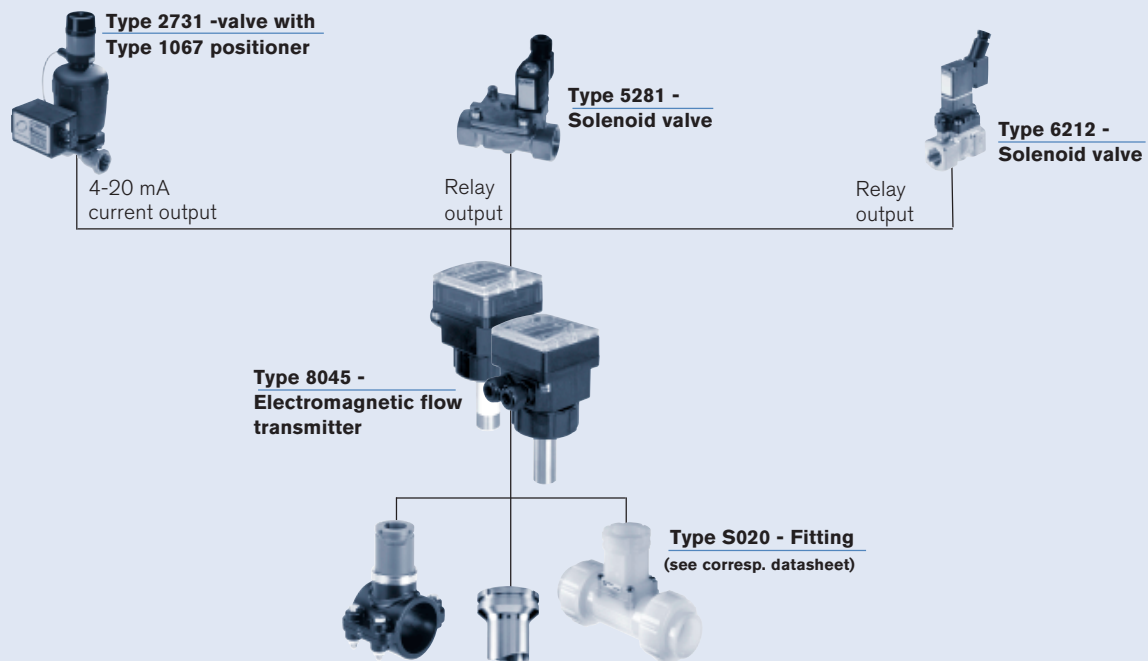 Type 2731 -valve with
Type 1067 positioner
Type 5281 -
Solenoid valve
Type 6212 -
Solenoid valve
4-20 mA
current output
Relay
output
Relay
output
Type 8045 -
Electromagnetic flow
transmitter
Type S020 - Fitting
(see corresp. datasheet)